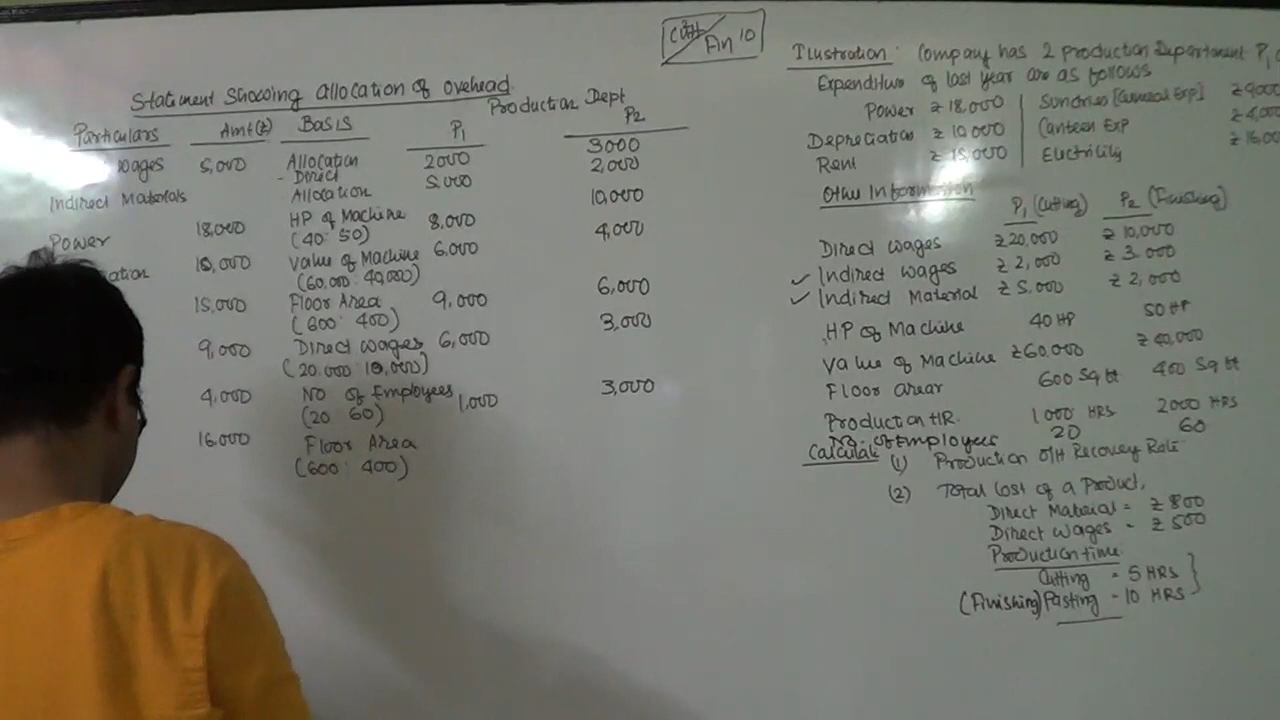 COH
Fin 10
Statement Showing allocation of overhead
Production Dept
Particulars Amt(₹) Basis P1 P2
Wages 5,000 Allocation 2000 3000
Indirect Materials - Direct Allocation 5000 2,000
Power 18,000 HP of Machine 8,000 10,000
(40: 50)
ation 10,000 Value of Machine 6,000 4,000
(60,000: 40,000)
15,000 Floor Area 9,000 6,000
(600: 400)
9,000 Direct wages 6,000 3,000
(20.000: 10,000)
4,000 NO of Employees 1,000 3,000
(20 60)
16.000 Floor Area
(600: 400)
Illustration: Company has 2 production Department P1
Expenditure of last year are as follows
Power ₹ 18,000 Sundries [General Exp] ₹ 9000
Depreciation ₹ 10 000 Canteen Exp ₹ 4,000
Rent ₹ 15,000 Electricity ₹ 16,000
Other Information
P1 (Cutting) P2 (Finishing)
Direct wages ₹ 20,000 ₹ 10,000
✓ Indirect wages ₹ 2,000 ₹ 3.000
✓ Indirect Material ₹ 5.000 ₹ 2,000
HP of Machine 40 HP 50 HP
Value of Machine ₹ 60,000 ₹ 40,000
Floor arear 600 Sq ft 400 Sq ft
Production HR. 1000 HRS 2000 HRS
No. of Employees 20 60
Calculate (1) Production O/H Recovery Rate
(2) Total Cost of a Product,
Direct Material = ₹ 800
Direct Wages - ₹ 500
Production time.
Cutting = 5 HRS
(Finishing) Pasting - 10 HRS